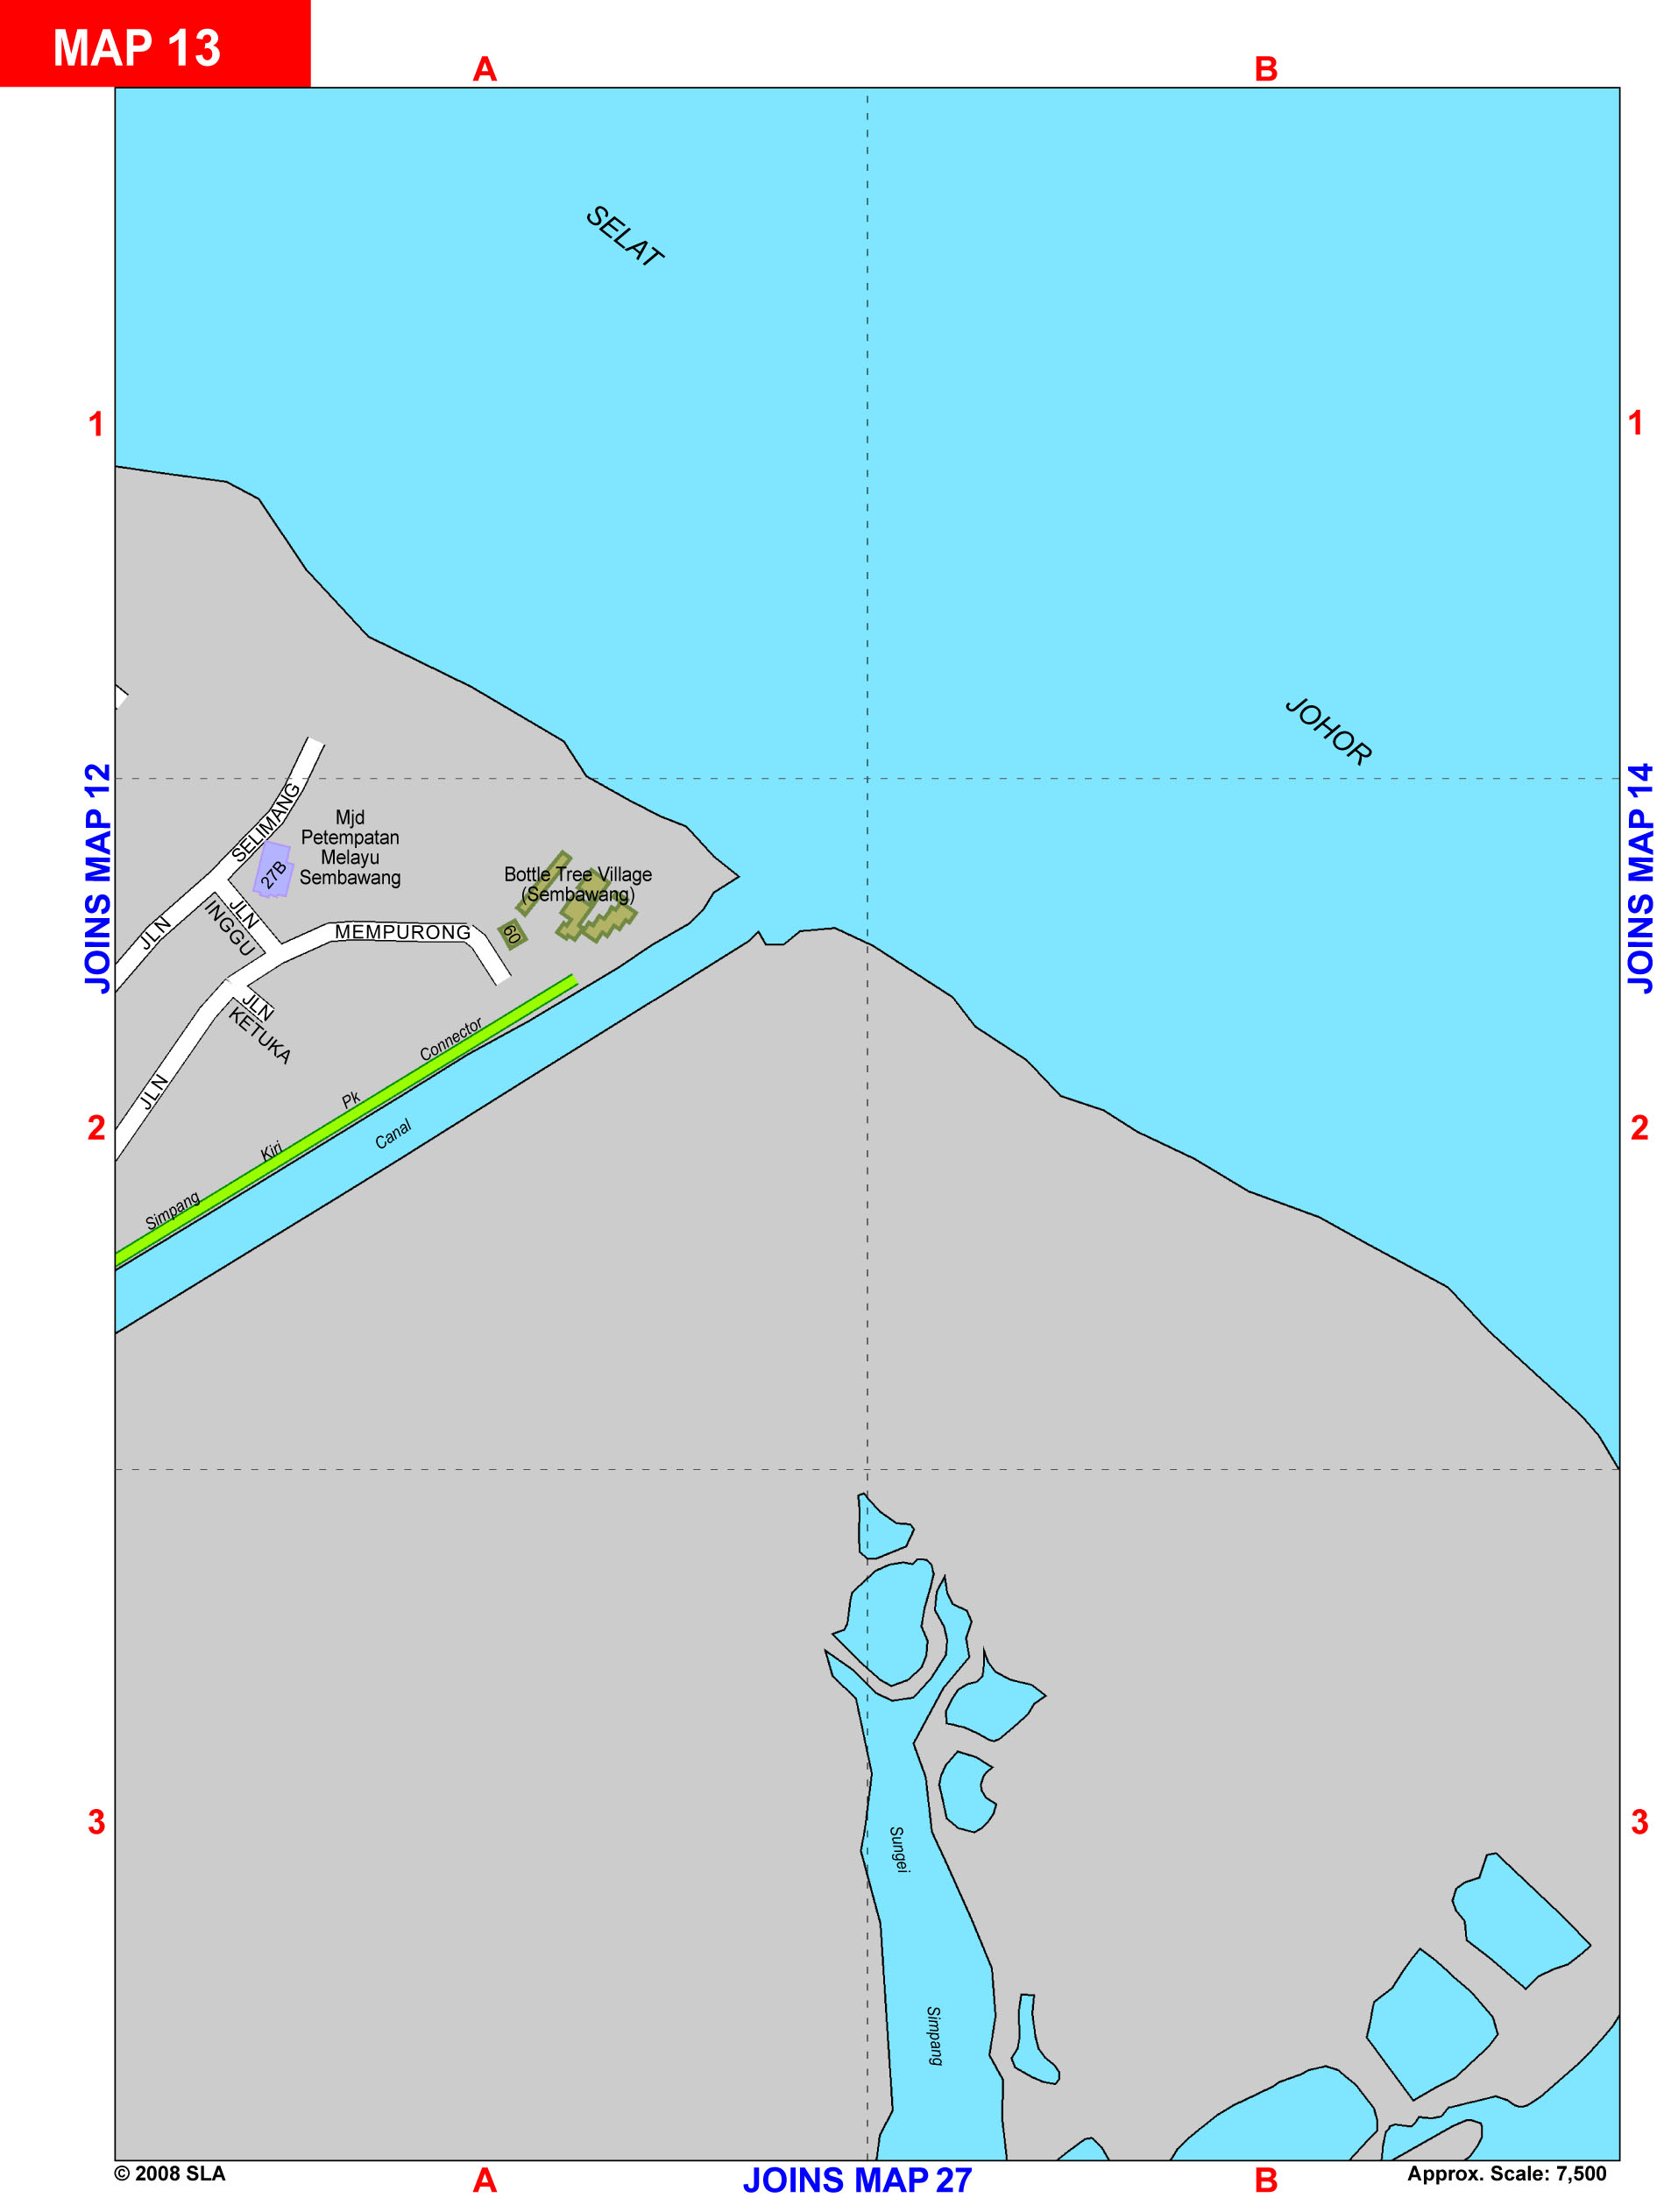 MAP 13
A
B
SELAT
1
1
JOHOR
JOINS MAP 12
JOINS MAP 14
JLN SELIMANG
27B
Mjd
Petempatan
Melayu
Sembawang
Bottle Tree Village
(Sembawang)
60
JLN
INGGU
JLN MEMPURONG
JLN
KETUKA
Simpang Kiri Pk Connector
Canal
2
2
3
3
Sungei
Simpang
© 2008 SLA
A
JOINS MAP 27
B
Approx. Scale: 7,500